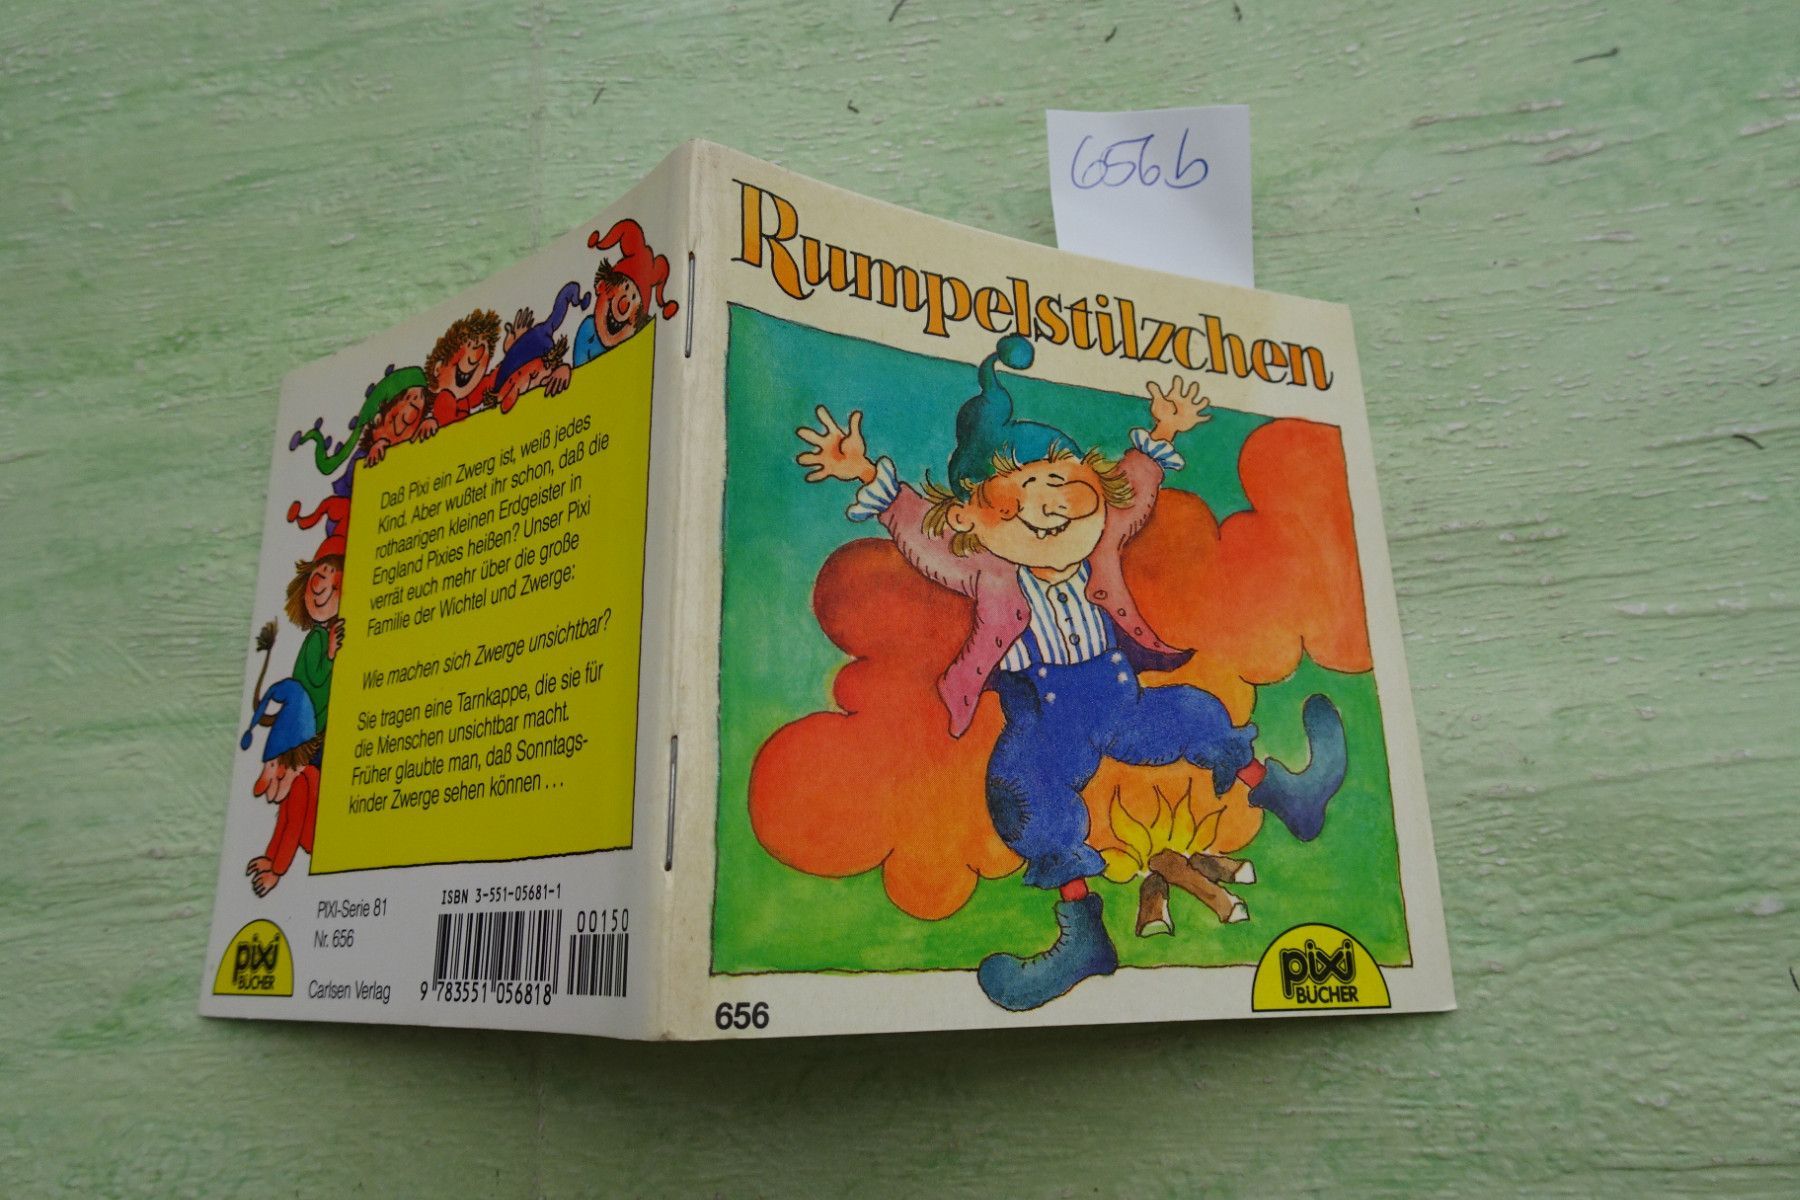 656b
Rumpelstilzchen
pixi
BÜCHER
656
Daß Pixi ein Zwerg ist, weiß jedes
Kind. Aber wußtet ihr schon, daß die
rothaarigen kleinen Erdgeister in
England Pixies heißen? Unser Pixi
verrät euch mehr über die große
Familie der Wichtel und Zwerge:
Wie machen sich Zwerge unsichtbar?
Sie tragen eine Tarnkappe, die sie für
die Menschen unsichtbar macht.
Früher glaubte man, daß Sonntags-
kinder Zwerge sehen können ...
pixi
BÜCHER
PIXI-Serie 81
Nr. 656
Carlsen Verlag
ISBN 3-551-05681-1
00150
9 783551 056818